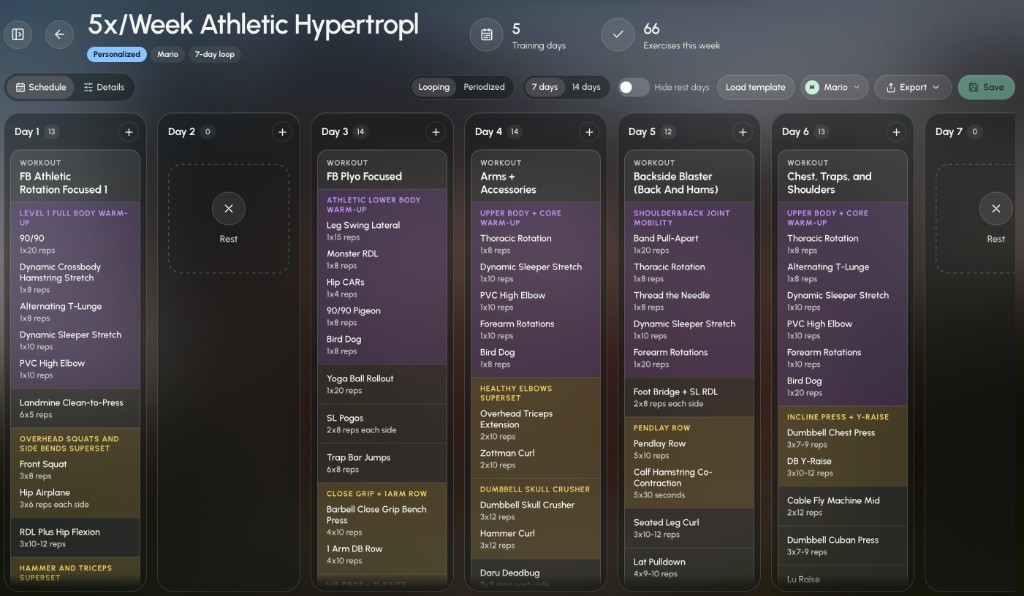 5x/Week Athletic Hypertropl
Personalized
Mario
7-day loop
5
Training days
66
Exercises this week
Schedule
Details
Looping
Periodized
7 days
14 days
Hide rest days
Load template
M
Mario
Export
Save
Day 1 13
WORKOUT
FB Athletic
Rotation Focused 1
LEVEL 1 FULL BODY WARM-
UP
90/90
1x20 reps
Dynamic Crossbody
Hamstring Stretch
1x8 reps
Alternating T-Lunge
1x8 reps
Dynamic Sleeper Stretch
1x10 reps
PVC High Elbow
1x10 reps
Landmine Clean-to-Press
6x5 reps
OVERHEAD SQUATS AND
SIDE BENDS SUPERSET
Front Squat
3x8 reps
Hip Airplane
3x6 reps each side
RDL Plus Hip Flexion
3x10-12 reps
HAMMER AND TRICEPS
SUPERSET
Day 2 0
Rest
Day 3 14
WORKOUT
FB Plyo Focused
ATHLETIC LOWER BODY
WARM-UP
Leg Swing Lateral
1x15 reps
Monster RDL
1x8 reps
Hip CARs
1x4 reps
90/90 Pigeon
1x8 reps
Bird Dog
1x8 reps
Yoga Ball Rollout
1x20 reps
SL Pogos
2x8 reps each side
Trap Bar Jumps
6x8 reps
CLOSE GRIP + 1ARM ROW
Barbell Close Grip Bench
Press
4x10 reps
1 Arm DB Row
4x10 reps
Day 4 14
WORKOUT
Arms +
Accessories
UPPER BODY + CORE
WARM-UP
Thoracic Rotation
1x8 reps
Dynamic Sleeper Stretch
1x10 reps
PVC High Elbow
1x10 reps
Forearm Rotations
1x10 reps
Bird Dog
1x8 reps
HEALTHY ELBOWS
SUPERSET
Overhead Triceps
Extension
2x10 reps
Zottman Curl
2x10 reps
DUMBBELL SKULL CRUSHER
Dumbbell Skull Crusher
3x12 reps
Hammer Curl
3x12 reps
Daru Deadbug
Day 5 12
WORKOUT
Backside Blaster
(Back And Hams)
SHOULDER&BACK JOINT
MOBILITY
Band Pull-Apart
1x20 reps
Thoracic Rotation
1x8 reps
Thread the Needle
1x8 reps
Dynamic Sleeper Stretch
1x10 reps
Forearm Rotations
1x20 reps
Foot Bridge + SL RDL
2x8 reps each side
PENDLAY ROW
Pendlay Row
5x10 reps
Calf Hamstring Co-
Contraction
5x30 seconds
Seated Leg Curl
3x10-12 reps
Lat Pulldown
4x9-10 reps
Day 6 13
WORKOUT
Chest, Traps, and
Shoulders
UPPER BODY + CORE
WARM-UP
Thoracic Rotation
1x8 reps
Alternating T-Lunge
1x8 reps
Dynamic Sleeper Stretch
1x10 reps
PVC High Elbow
1x10 reps
Forearm Rotations
1x10 reps
Bird Dog
1x20 reps
INCLINE PRESS + Y-RAISE
Dumbbell Chest Press
3x7-9 reps
DB Y-Raise
3x10-12 reps
Cable Fly Machine Mid
2x12 reps
Dumbbell Cuban Press
3x7-9 reps
Lu Raise
Day 7 0
Rest